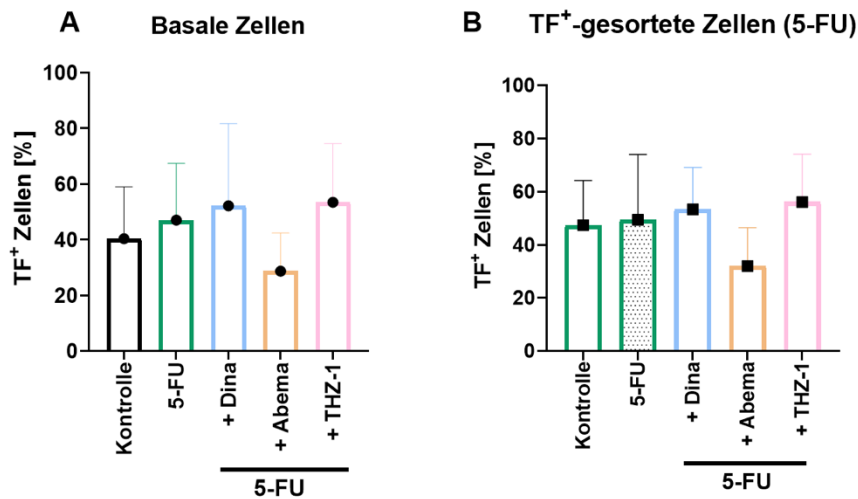 A Basale Zellen
TF⁺ Zellen [%]
100
80
60
40
20
0
Kontrolle
5-FU
+ Dina
+ Abema
+ THZ-1
5-FU
B TF⁺-gesortete Zellen (5-FU)
TF⁺ Zellen [%]
100
80
60
40
20
0
Kontrolle
5-FU
+ Dina
+ Abema
+ THZ-1
5-FU